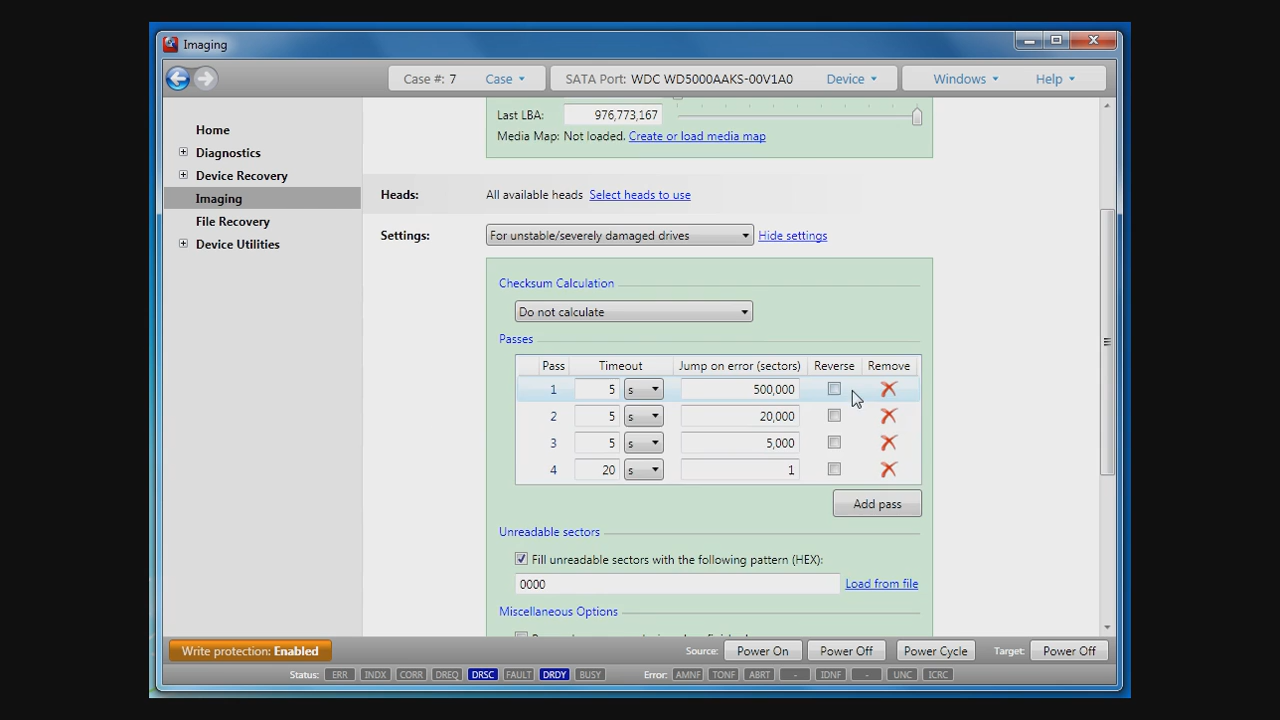 Imaging
Case #: 7 Case SATA Port: WDC WD5000AAKS-00V1A0 Device Windows Help
Home
Diagnostics
Device Recovery
Imaging
File Recovery
Device Utilities
Last LBA: 976,773,167
Media Map: Not loaded. Create or load media map
Heads: All available heads Select heads to use
Settings: For unstable/severely damaged drives Hide settings
Checksum Calculation
Do not calculate
Passes
Pass Timeout Jump on error (sectors) Reverse Remove
1 5 s 500,000
2 5 s 20,000
3 5 s 5,000
4 20 s 1
Add pass
Unreadable sectors
Fill unreadable sectors with the following pattern (HEX):
0000 Load from file
Miscellaneous Options
Write protection: Enabled Source: Power On Power Off Power Cycle Target: Power Off
Status: ERR INDX CORR DREQ DRSC FAULT DRDY BUSY Error: AMNF TONF ABRT - IDNF - UNC ICRC